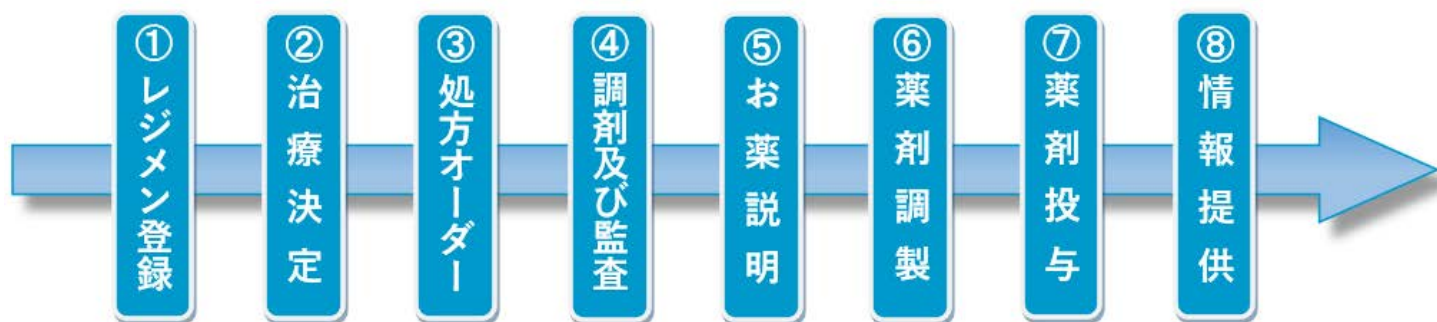 ①レジメン登録
②治療決定
③処方オーダー
④調剤及び監査
⑤お薬説明
⑥薬剤調製
⑦薬剤投与
⑧情報提供